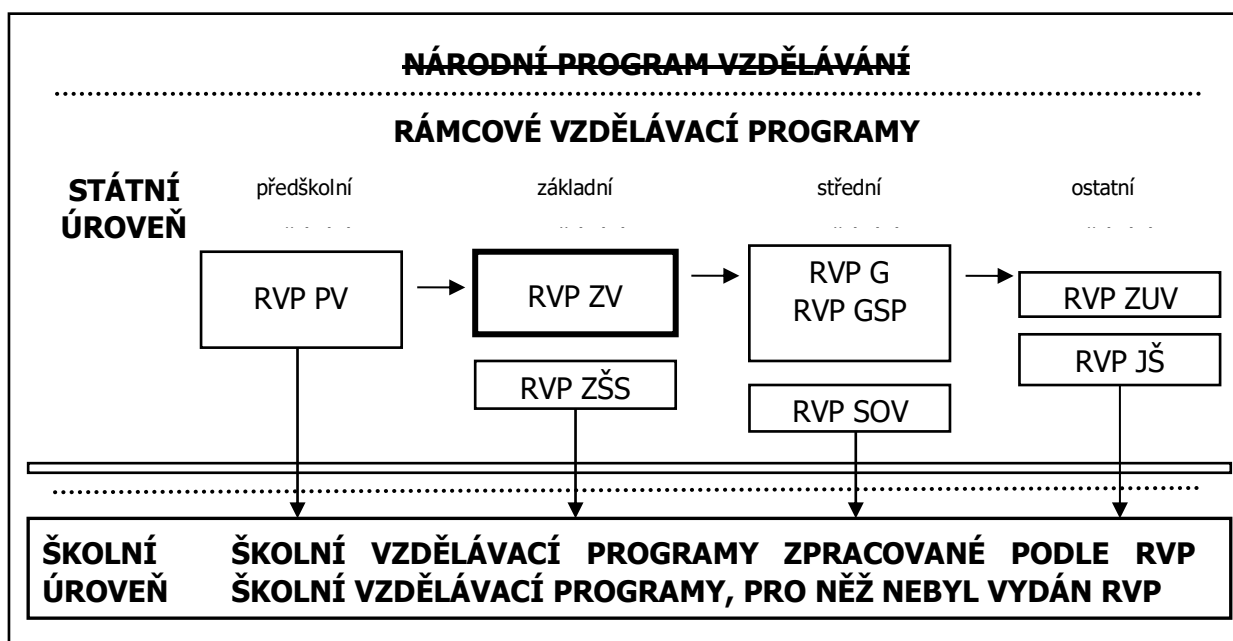 NÁRODNÍ PROGRAM VZDĚLÁVÁNÍ
RÁMCOVÉ VZDĚLÁVACÍ PROGRAMY
STÁTNÍ
ÚROVEŇ
předškolní
základní
střední
ostatní
RVP PV
RVP ZV
RVP G
RVP GSP
RVP ZUV
RVP ZŠS
RVP SOV
RVP JŠ
ŠKOLNÍ ŠKOLNÍ VZDĚLÁVACÍ PROGRAMY ZPRACOVANÉ PODLE RVP
ÚROVEŇ ŠKOLNÍ VZDĚLÁVACÍ PROGRAMY, PRO NĚŽ NEBYL VYDÁN RVP